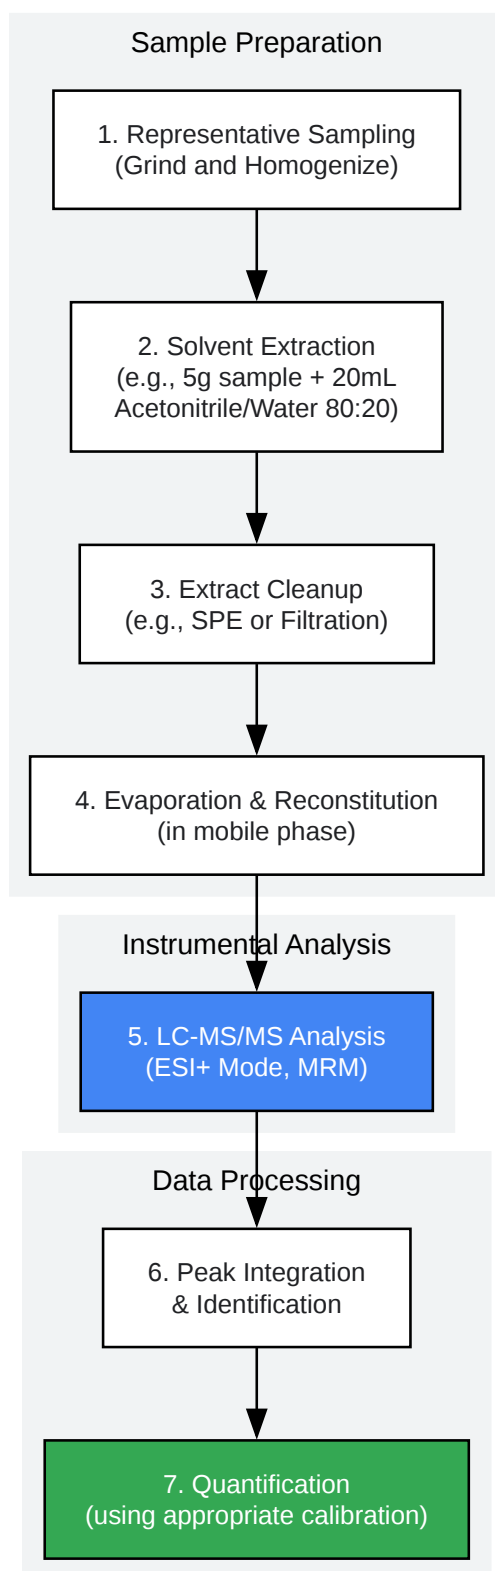 Sample Preparation
1. Representative Sampling
(Grind and Homogenize)
2. Solvent Extraction
(e.g., 5g sample + 20mL
Acetonitrile/Water 80:20)
3. Extract Cleanup
(e.g., SPE or Filtration)
4. Evaporation & Reconstitution
(in mobile phase)
Instrumental Analysis
5. LC-MS/MS Analysis
(ESI+ Mode, MRM)
Data Processing
6. Peak Integration
& Identification
7. Quantification
(using appropriate calibration)